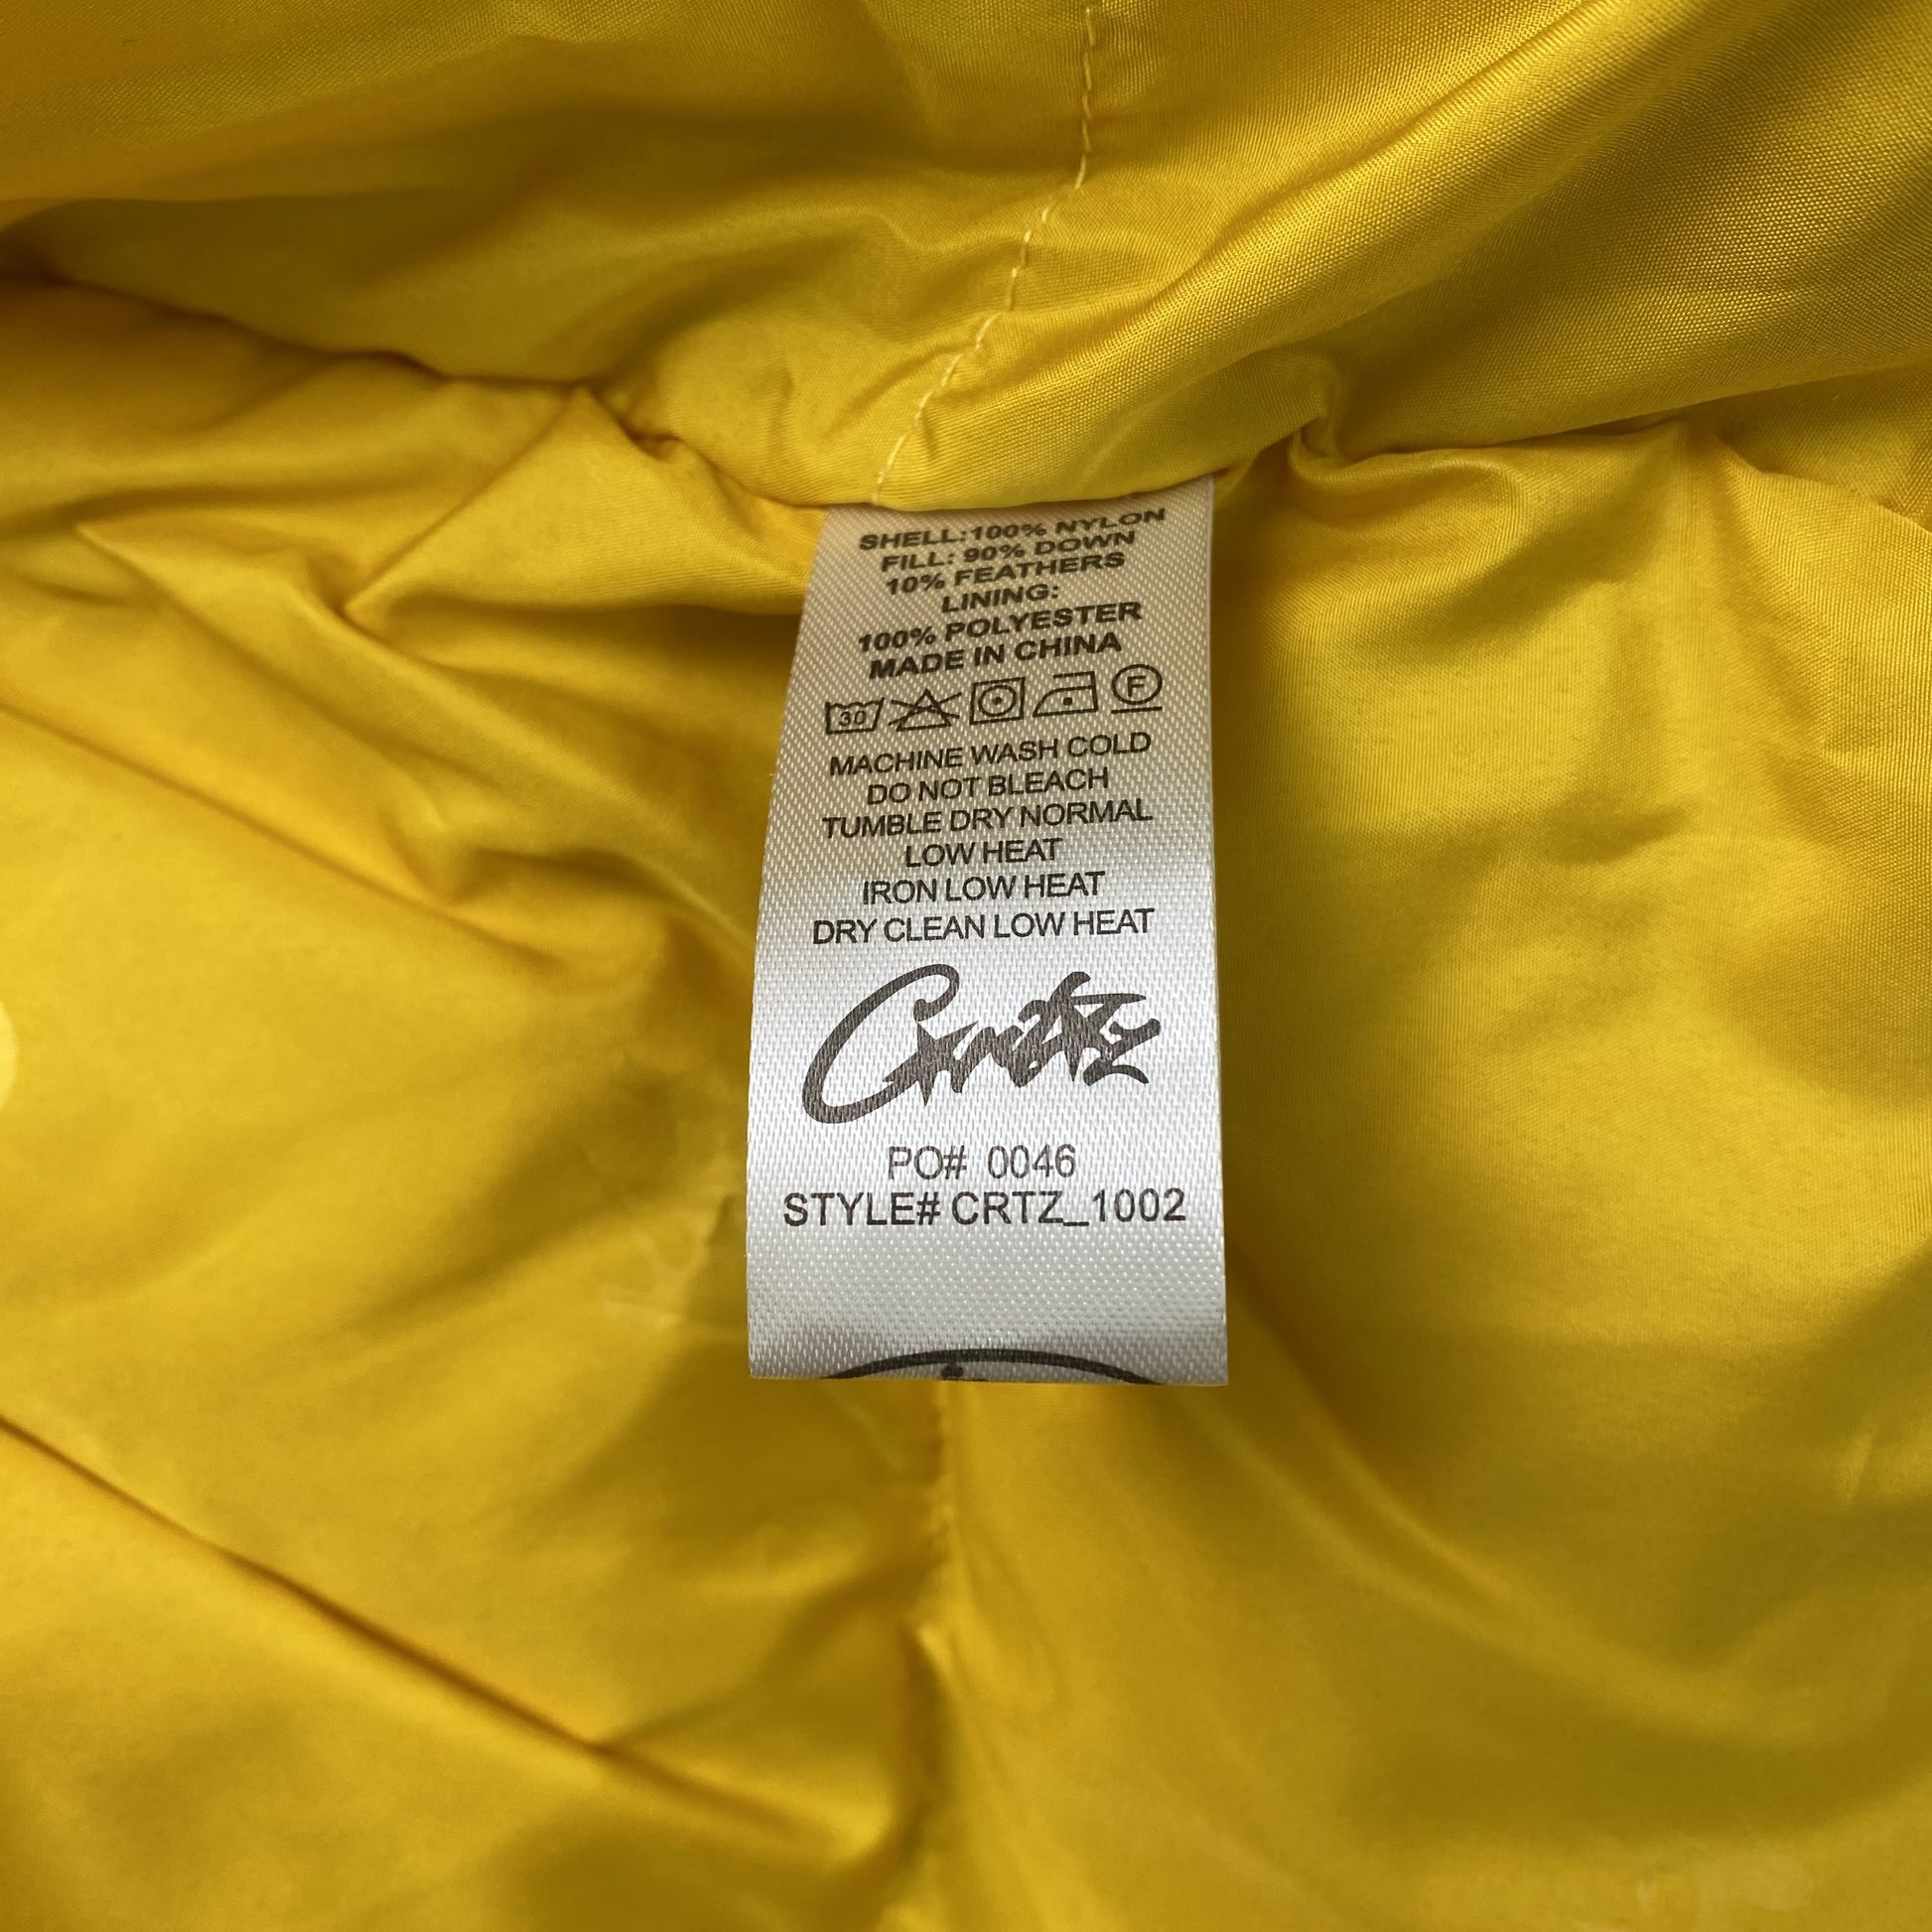 SHELL:100% NYLON
FILL: 90% DOWN
10% FEATHERS
LINING:
100% POLYESTER
MADE IN CHINA
30 F
MACHINE WASH COLD
DO NOT BLEACH
TUMBLE DRY NORMAL
LOW HEAT
IRON LOW HEAT
DRY CLEAN LOW HEAT
Crtz
PO# 0046
STYLE# CRTZ_1002